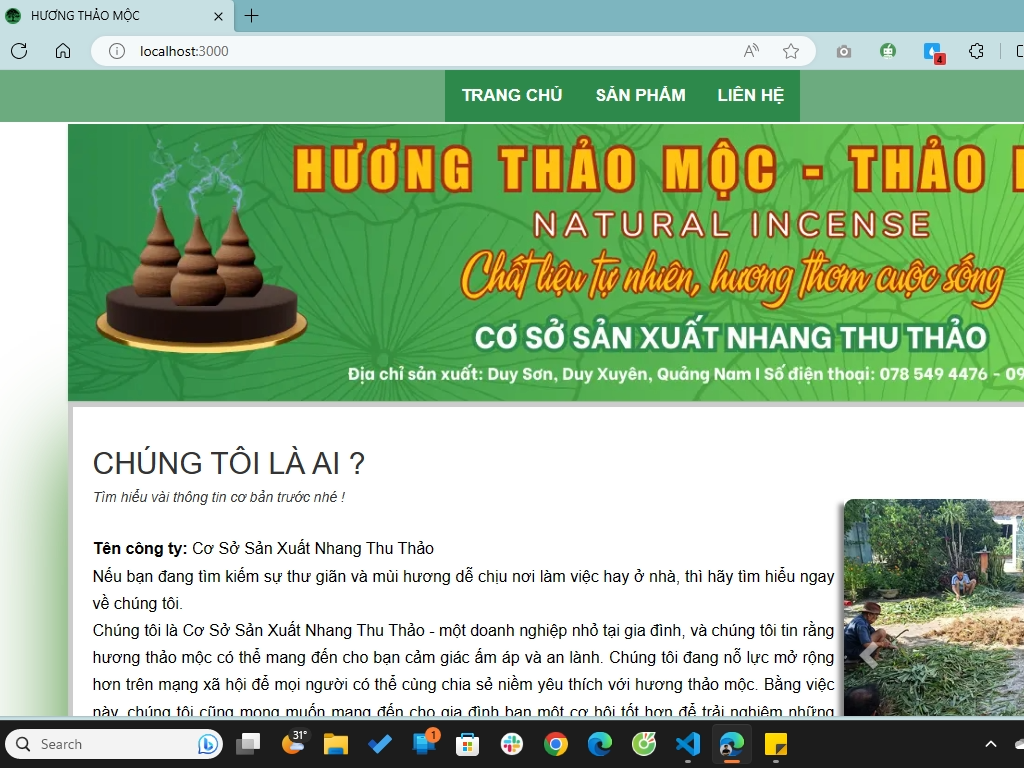 HƯƠNG THẢO MỘC
localhost:3000
4
TRANG CHỦ SẢN PHẨM LIÊN HỆ
HƯƠNG THẢO MỘC - THẢO
NATURAL INCENSE
Chất liệu tự nhiên, hương thơm cuộc sống
CƠ SỞ SẢN XUẤT NHANG THU THẢO
Địa chỉ sản xuất: Duy Sơn, Duy Xuyên, Quảng Nam I Số điện thoại: 078 549 4476 - 09
CHÚNG TÔI LÀ AI ?
Tìm hiểu vài thông tin cơ bản trước nhé !
Tên công ty: Cơ Sở Sản Xuất Nhang Thu Thảo
Nếu bạn đang tìm kiếm sự thư giãn và mùi hương dễ chịu nơi làm việc hay ở nhà, thì hãy tìm hiểu ngay
về chúng tôi.
Chúng tôi là Cơ Sở Sản Xuất Nhang Thu Thảo - một doanh nghiệp nhỏ tại gia đình, và chúng tôi tin rằng
hương thảo mộc có thể mang đến cho bạn cảm giác ấm áp và an lành. Chúng tôi đang nỗ lực mở rộng
hơn trên mạng xã hội để mọi người có thể cùng chia sẻ niềm yêu thích với hương thảo mộc. Bằng việc
này, chúng tôi cũng mong muốn mang đến cho gia đình bạn một cơ hội tốt hơn để trải nghiệm những
Search
31°
1